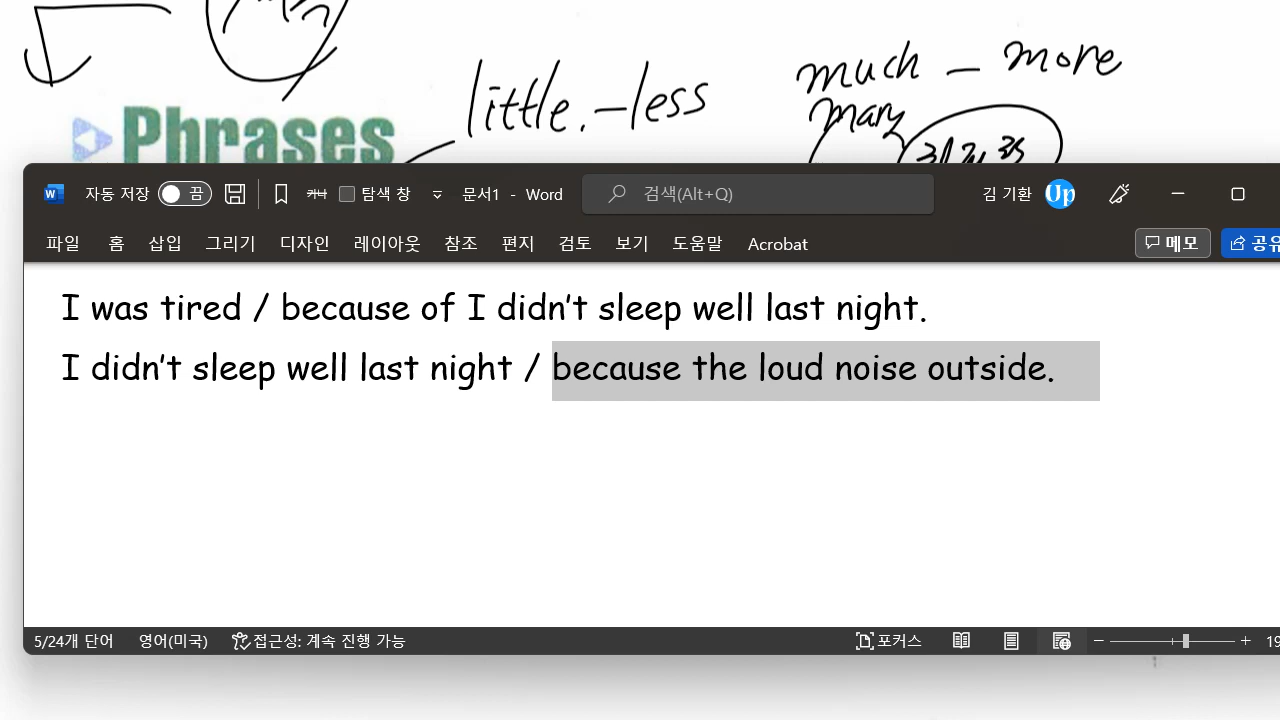 little. - less
much - more
many
Phrases
자동 저장 끔 가나 탐색 창 문서1 - Word 검색(Alt+Q) 김 기환 Up
파일 홈 삽입 그리기 디자인 레이아웃 참조 편지 검토 보기 도움말 Acrobat 메모 공유
I was tired / because of I didn't sleep well last night.
I didn't sleep well last night / because the loud noise outside.
5/24개 단어 영어(미국) 접근성: 계속 진행 가능 포커스 19